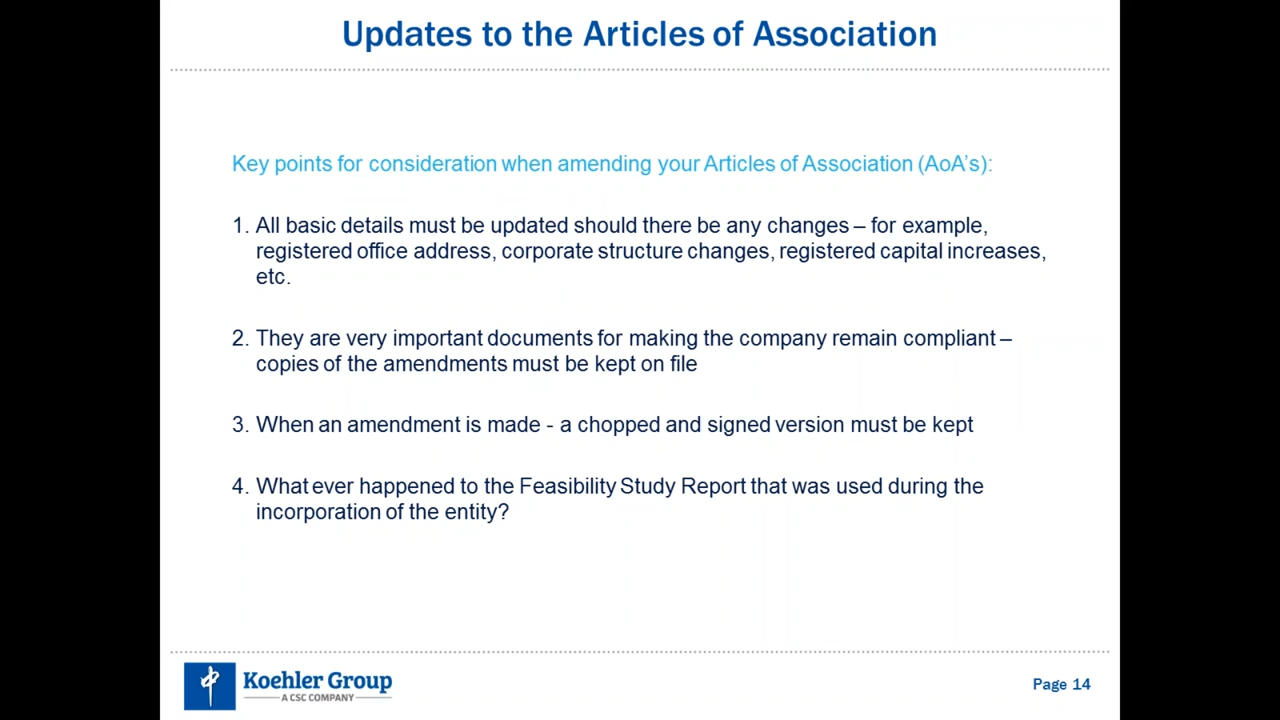 Updates to the Articles of Association
Key points for consideration when amending your Articles of Association (AoA's):
1. All basic details must be updated should there be any changes – for example,
registered office address, corporate structure changes, registered capital increases,
etc.
2. They are very important documents for making the company remain compliant –
copies of the amendments must be kept on file
3. When an amendment is made - a chopped and signed version must be kept
4. What ever happened to the Feasibility Study Report that was used during the
incorporation of the entity?
Koehler Group
A CSC COMPANY
Page 14